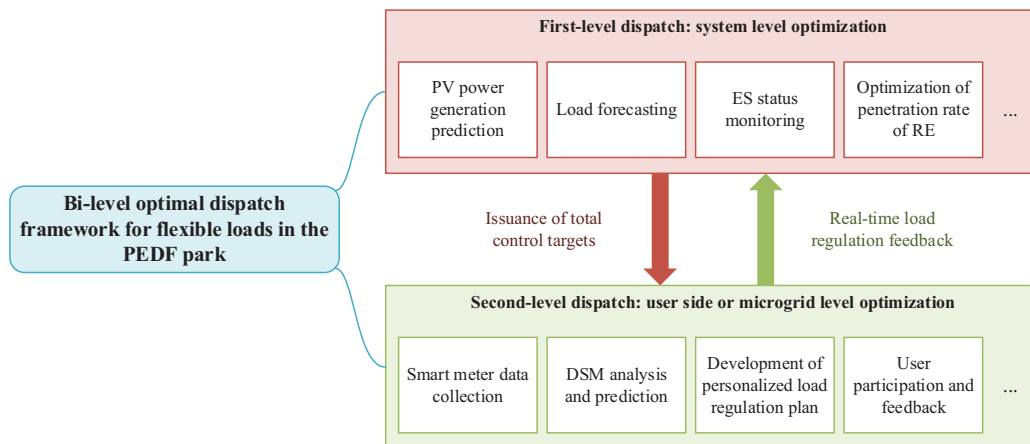 First-level dispatch: system level optimization
PV power
generation
prediction
Load forecasting
ES status
monitoring
Optimization of
penetration rate
of RE
...
Bi-level optimal dispatch
framework for flexible loads in the
PEDF park
Issuance of total
control targets
Real-time load
regulation feedback
Second-level dispatch: user side or microgrid level optimization
Smart meter data
collection
DSM analysis
and prediction
Development of
personalized load
regulation plan
User
participation and
feedback
...